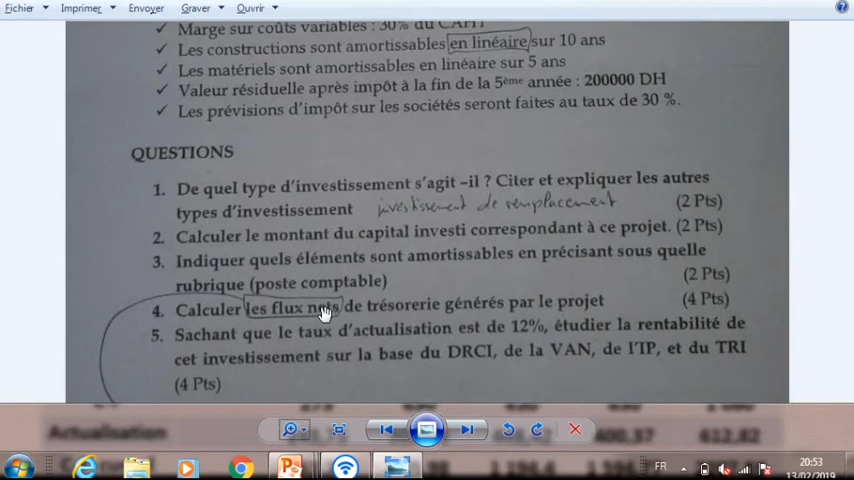 Fichier Imprimer Envoyer Graver Ouvrir
✓ Marge sur coûts variables : 30% du CAHT
✓ Les constructions sont amortissables en linéaire sur 10 ans
✓ Les matériels sont amortissables en linéaire sur 5 ans
✓ Valeur résiduelle après impôt à la fin de la 5ème année : 200000 DH
✓ Les prévisions d'impôt sur les sociétés seront faites au taux de 30 %.
QUESTIONS
1. De quel type d'investissement s'agit –il ? Citer et expliquer les autres
types d'investissement investissement de remplacement (2 Pts)
2. Calculer le montant du capital investi correspondant à ce projet. (2 Pts)
3. Indiquer quels éléments sont amortissables en précisant sous quelle
rubrique (poste comptable) (2 Pts)
4. Calculer les flux nets de trésorerie générés par le projet (4 Pts)
5. Sachant que le taux d'actualisation est de 12%, étudier la rentabilité de
cet investissement sur la base du DRCI, de la VAN, de l'IP, et du TRI
(4 Pts)
Actualisation 400.37 612.82
FR 20:53
13/02/2019